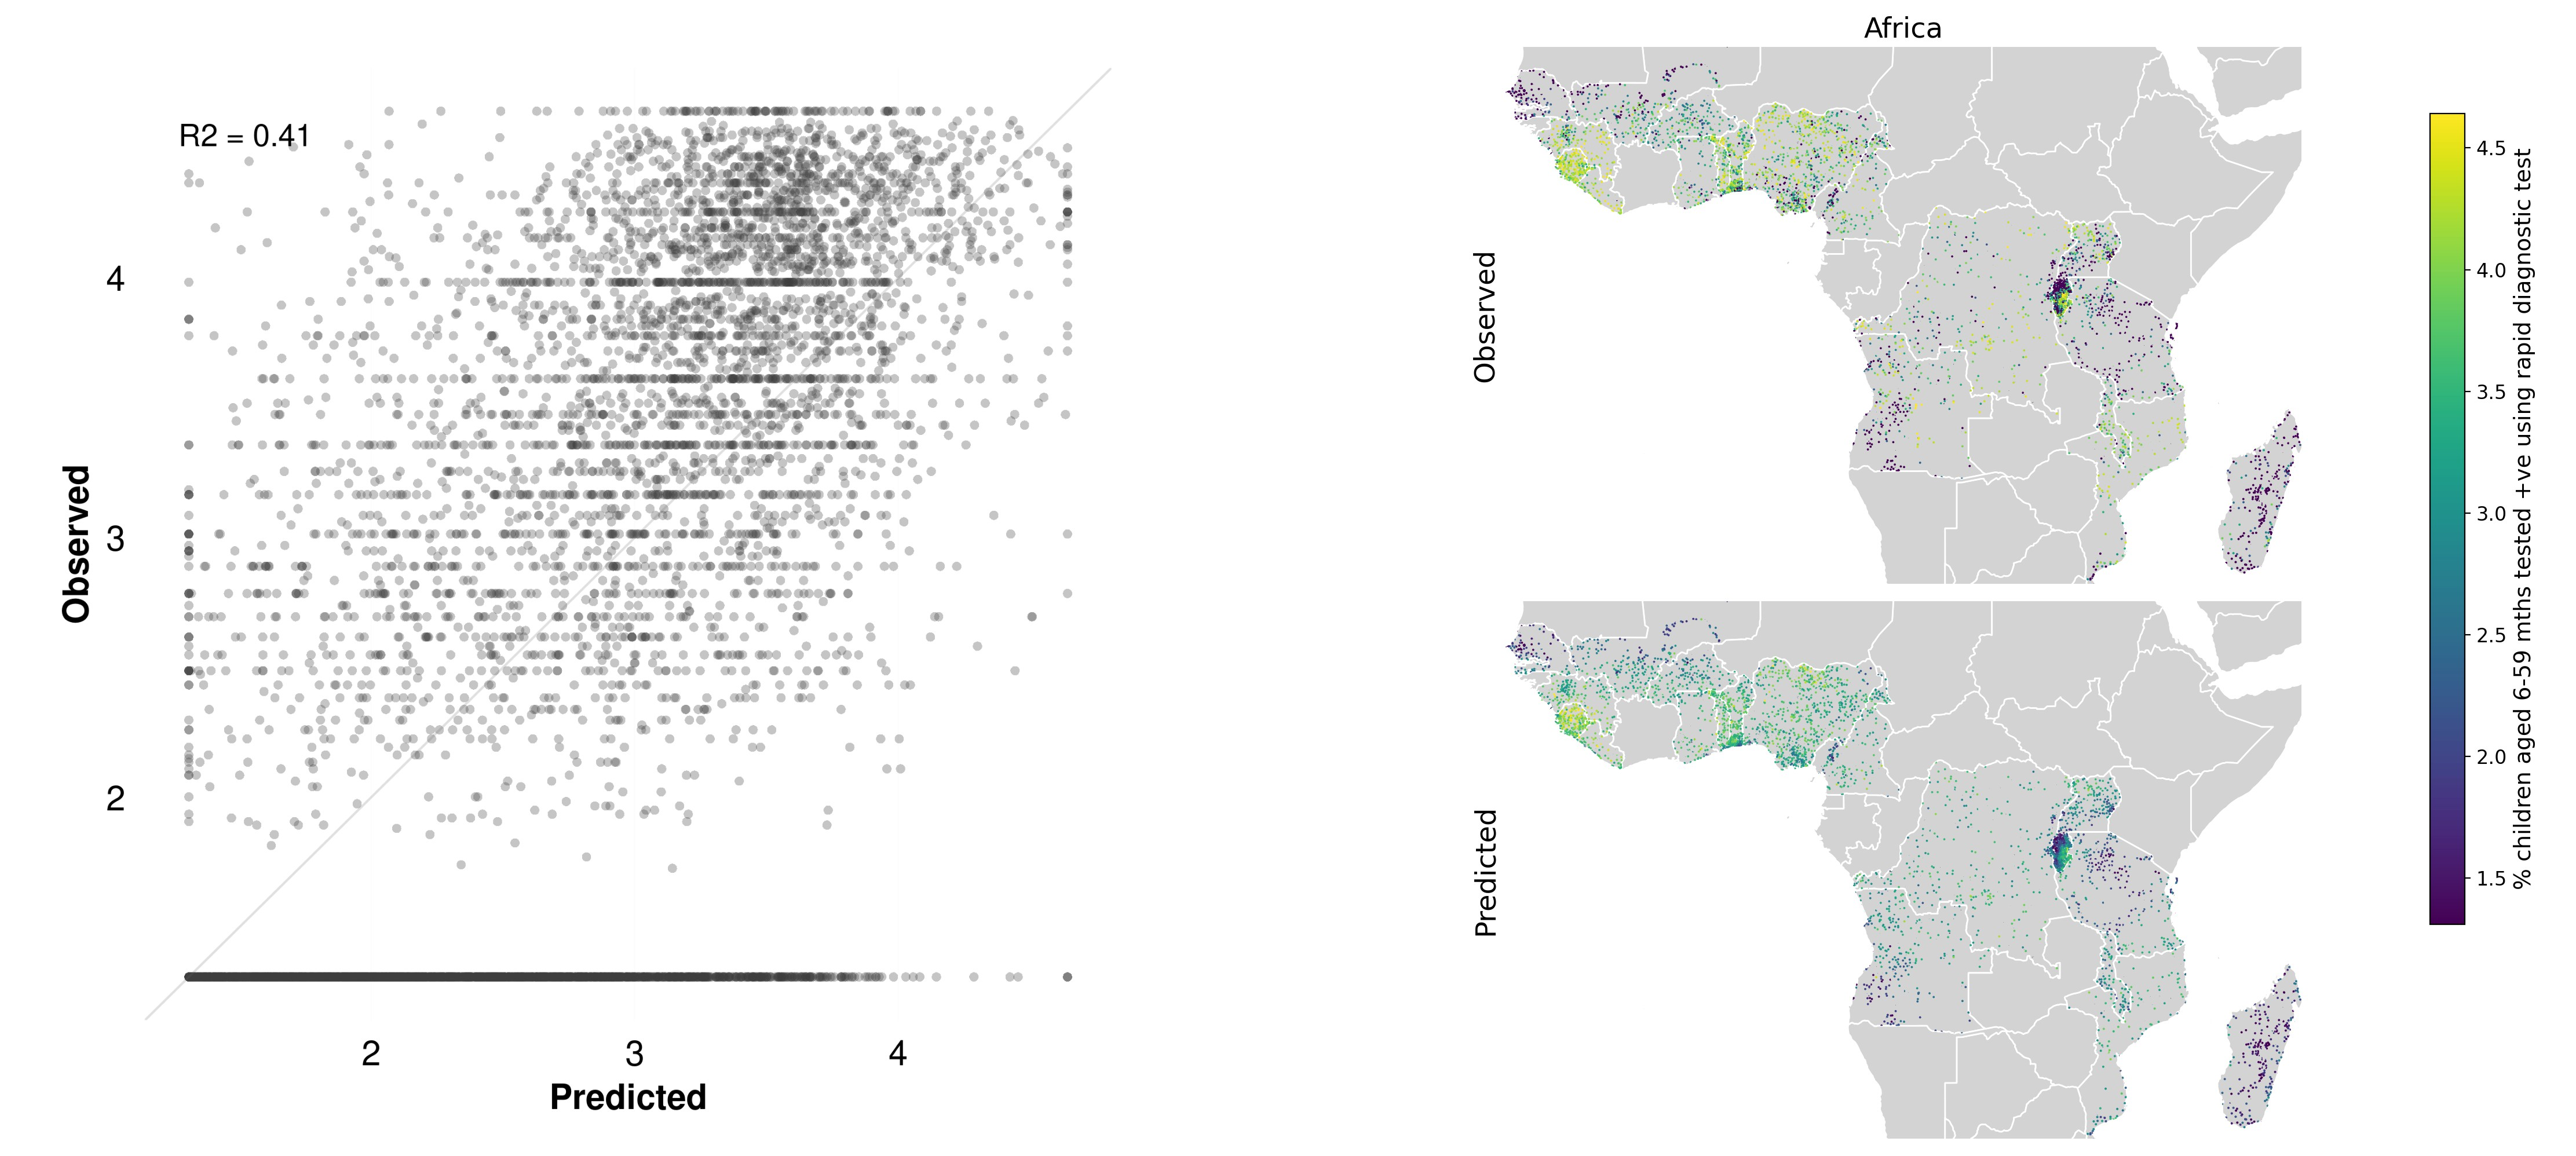 R2 = 0.41
Observed
4
3
2
2
3
4
Predicted
Africa
Observed
Predicted
4.5
4.0
3.5
3.0
2.5
2.0
1.5
% children aged 6-59 mths tested +ve using rapid diagnostic test